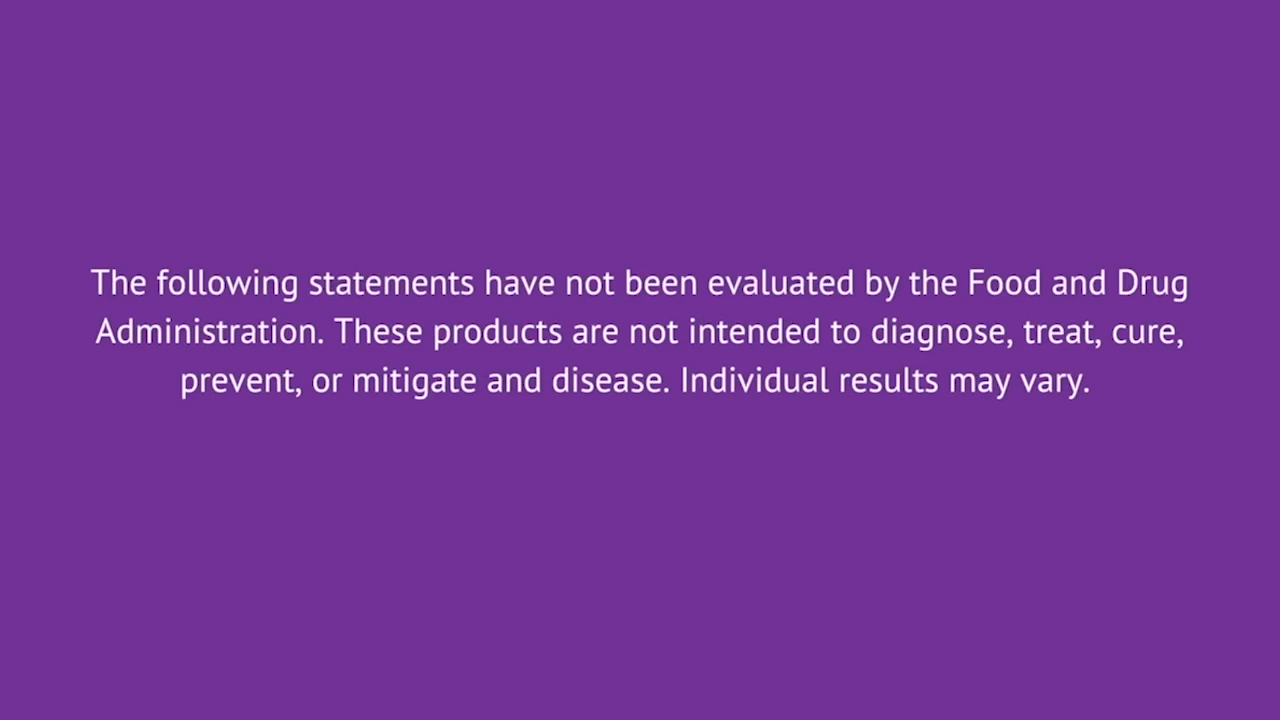 The following statements have not been evaluated by the Food and Drug
Administration. These products are not intended to diagnose, treat, cure,
prevent, or mitigate and disease. Individual results may vary.